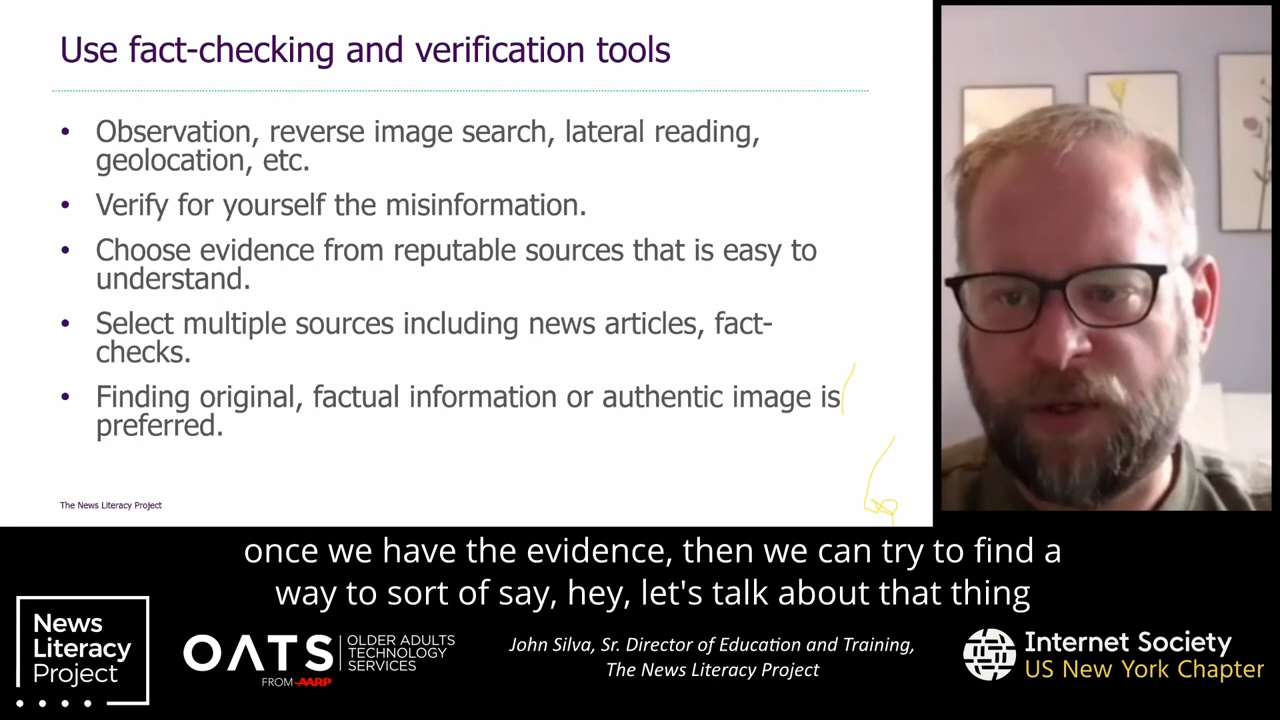 Use fact-checking and verification tools
• Observation, reverse image search, lateral reading,
geolocation, etc.
• Verify for yourself the misinformation.
• Choose evidence from reputable sources that is easy to
understand.
• Select multiple sources including news articles, fact-
checks.
• Finding original, factual information or authentic image is
preferred.
The News Literacy Project
once we have the evidence, then we can try to find a
way to sort of say, hey, let's talk about that thing
News
Literacy
Project
OATS
OLDER ADULTS
TECHNOLOGY
SERVICES
FROM AARP
John Silva, Sr. Director of Education and Training,
The News Literacy Project
Internet Society
US New York Chapter